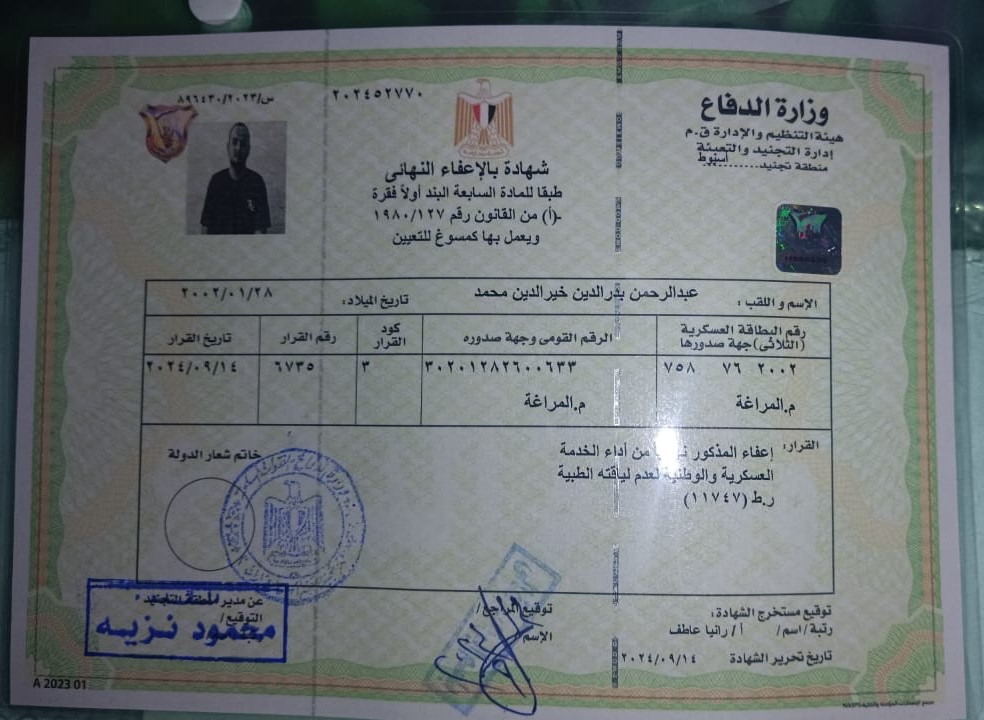 وزارة الدفاع
هيئة التنظيم والإدارة ق.م
إدارة التجنيد والتعبئة
منطقة تجنيد.......... أسيوط
٢٠٢٤٥٢٧٧٠
س/٢٠٢٣/٨٩٦٤٣٠
شهادة بالإعفاء النهائى
طبقا للمادة السابعة البند أولاً فقرة
-(أ) من القانون رقم ١٩٨٠/١٢٧
ويعمل بها كمسوغ للتعيين
الإسم و اللقب : عبدالرحمن بدرالدين خيرالدين محمد تاريخ الميلاد: ٢٠٠٢/٠١/٢٨
رقم البطاقة العسكرية (الثلاثى) جهة صدورها
الرقم القومى وجهة صدوره
كود القرار
رقم القرار
تاريخ القرار
٢٠٠٢ ٧٦ ٧٥٨
٣٠٢٠١٢٨٢٦٠٠٦٣٣
٣
٦٧٣٥
٢٠٢٤/٠٩/١٤
م.المراغة
م.المراغة
القرار: إعفاء المذكور من أداء الخدمة
العسكرية والوطنية لعدم لياقته الطبية
ر.ط (١١٧٤٧)
خاتم شعار الدولة
توقيع مستخرج الشهادة :
رتبة/اسم/ أ / رانيا عاطف
تاريخ تحرير الشهادة ٢٠٢٤/٠٩/١٤
توقيع المراجع/
الإسم/
عن مدير منطقة التجنيد
التوقيع/
محمود نزيه
A 2023 01